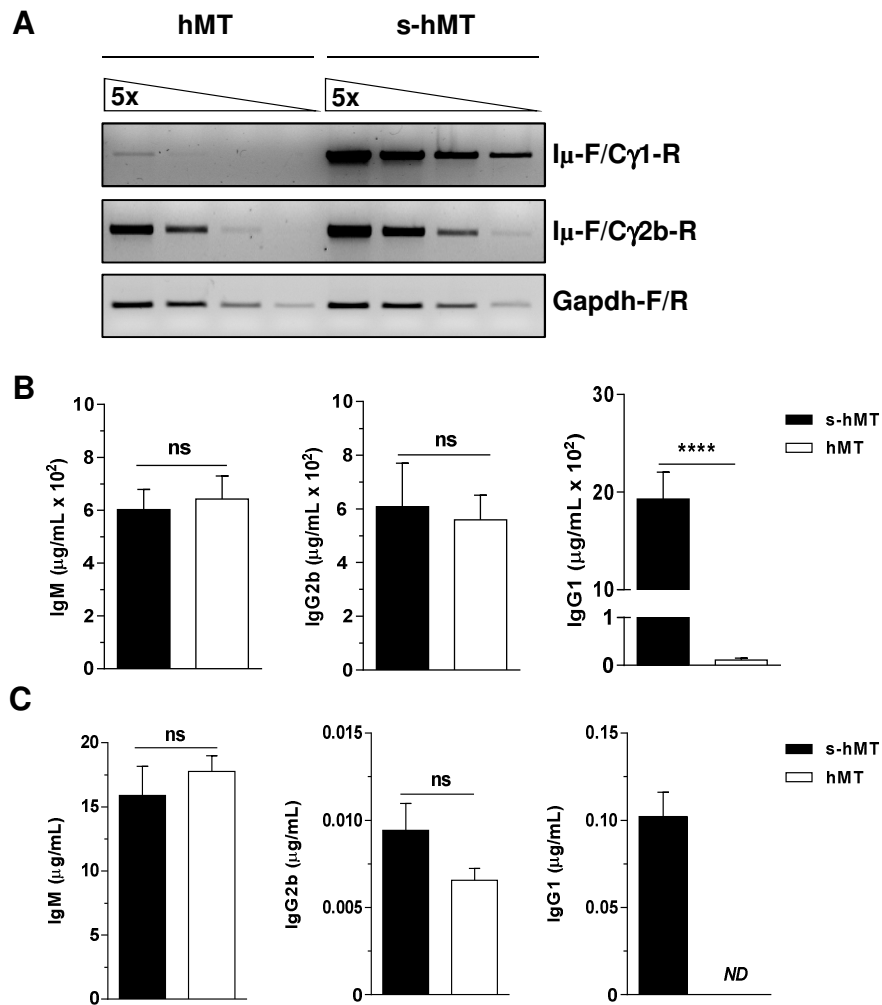 A
hMT s-hMT
5x 5x
Iμ-F/Cγ1-R
Iμ-F/Cγ2b-R
Gapdh-F/R
B
IgM (μg/mL x 10²)
10
8
6
4
2
0
ns
IgG2b (μg/mL x 10²)
10
8
6
4
2
0
ns
IgG1 (μg/mL x 10²)
30
20
10
1
0
****
s-hMT
hMT
C
IgM (μg/mL)
20
15
10
5
0
ns
IgG2b (μg/mL)
0.015
0.010
0.005
0
ns
IgG1 (μg/mL)
0.15
0.10
0.05
0
ND
s-hMT
hMT